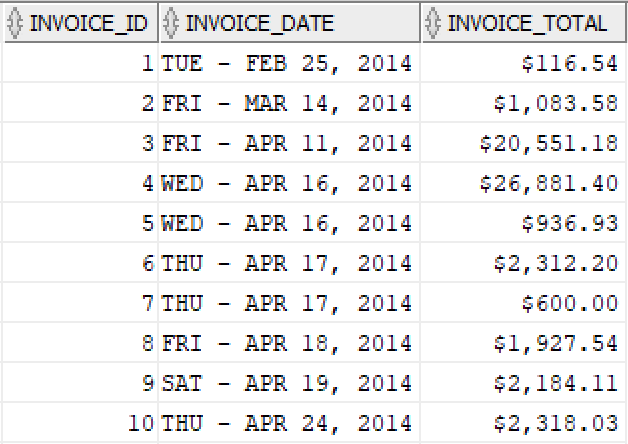 INVOICE_ID INVOICE_DATE INVOICE_TOTAL
1 TUE - FEB 25, 2014 $116.54
2 FRI - MAR 14, 2014 $1,083.58
3 FRI - APR 11, 2014 $20,551.18
4 WED - APR 16, 2014 $26,881.40
5 WED - APR 16, 2014 $936.93
6 THU - APR 17, 2014 $2,312.20
7 THU - APR 17, 2014 $600.00
8 FRI - APR 18, 2014 $1,927.54
9 SAT - APR 19, 2014 $2,184.11
10 THU - APR 24, 2014 $2,318.03